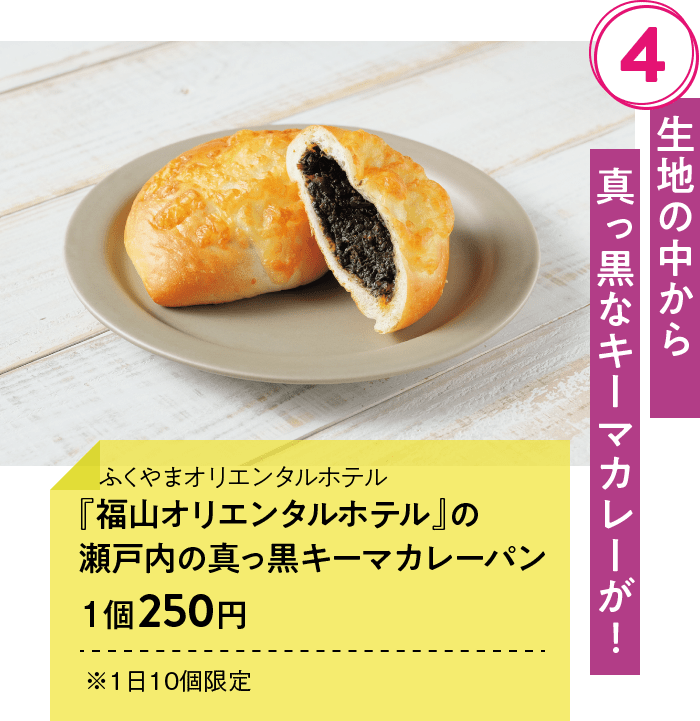 4
生地の中から
真っ黒なキーマカレーが！
ふくやまオリエンタルホテル
『福山オリエンタルホテル』の
瀬戸内の真っ黒キーマカレーパン
1個250円
※1日10個限定